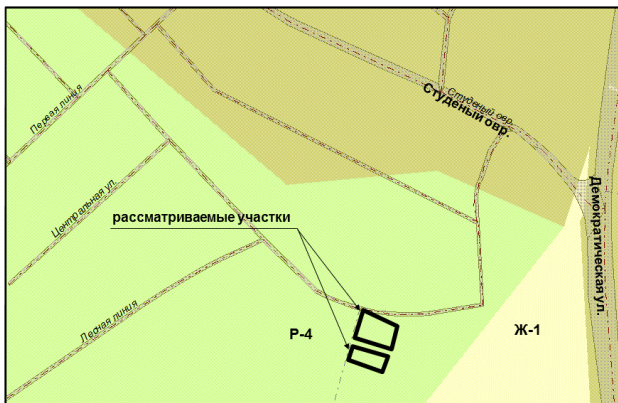 Первая линия
Студеный овр.
Студеный овр.
Центральная ул.
Демократическая ул.
рассматриваемые участки
Лесная линия
Р-4
Ж-1